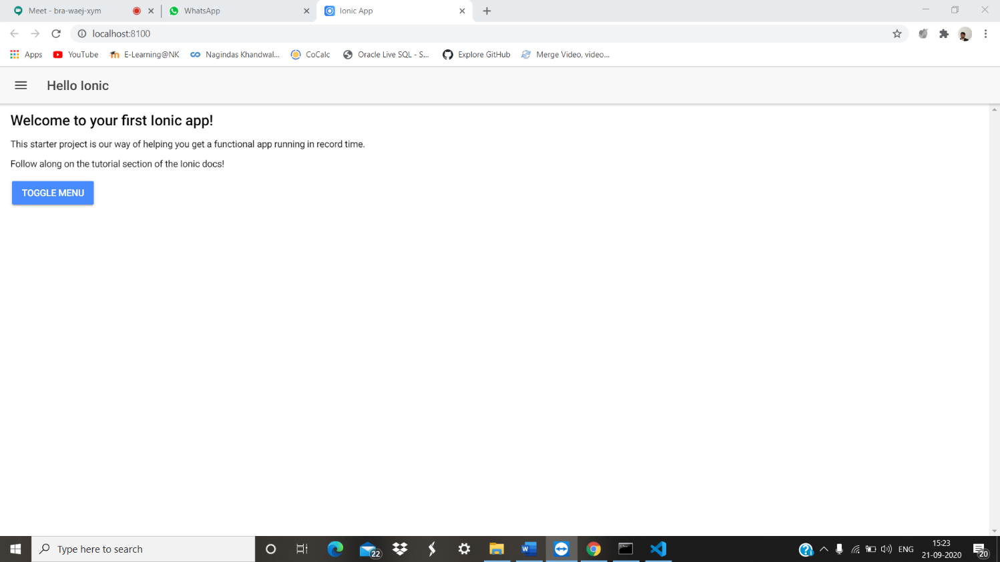 Meet - bra-waej-xym
WhatsApp
Ionic App
localhost:8100
Apps
YouTube
E-Learning@NK
Nagindas Khandwal...
CoCalc
Oracle Live SQL - S...
Explore GitHub
Merge Video, video...
Hello Ionic
Welcome to your first Ionic app!
This starter project is our way of helping you get a functional app running in record time.
Follow along on the tutorial section of the Ionic docs!
TOGGLE MENU
Type here to search
22
ENG
15:23
21-09-2020
20